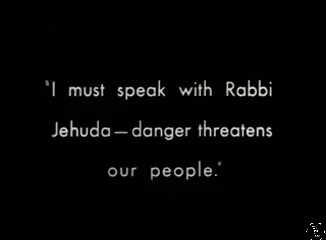 "I must speak with Rabbi
Jehuda — danger threatens
our people."